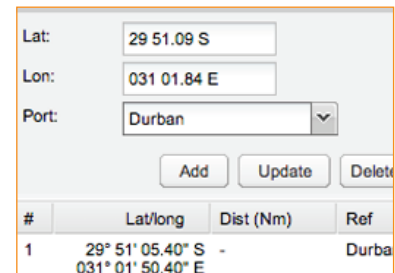 Lat: 29 51.09 S
Lon: 031 01.84 E
Port: Durban
Add Update Delete
# Lat/long Dist (Nm) Ref
1 29° 51' 05.40" S - Durba
031° 01' 50.40" E